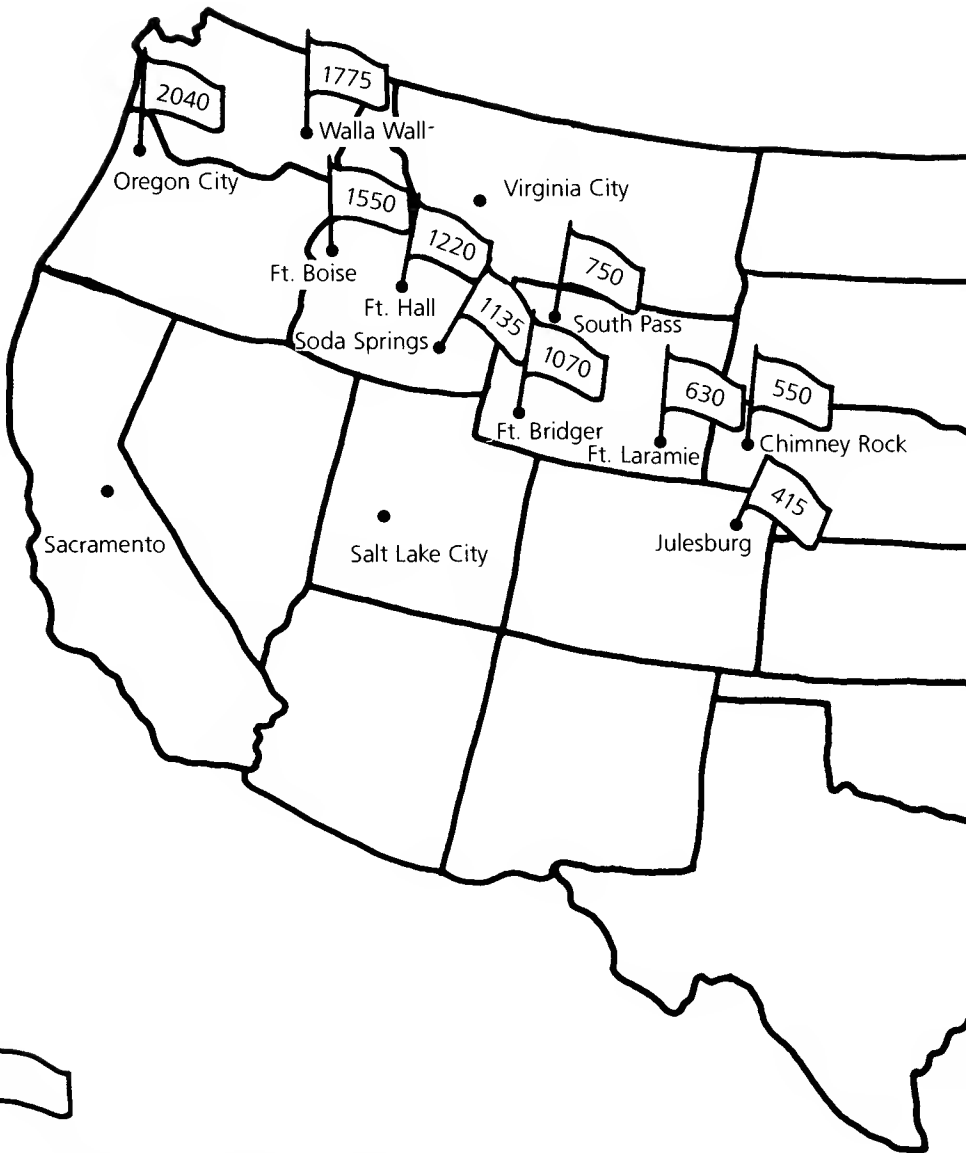 1775
2040
Walla Wall-
Oregon City
1550
Virginia City
1220
750
Ft. Boise
Ft. Hall
1135
South Pass
Soda Springs
1070
630
550
Ft. Bridger
Ft. Laramie
Chimney Rock
415
Sacramento
Salt Lake City
Julesburg